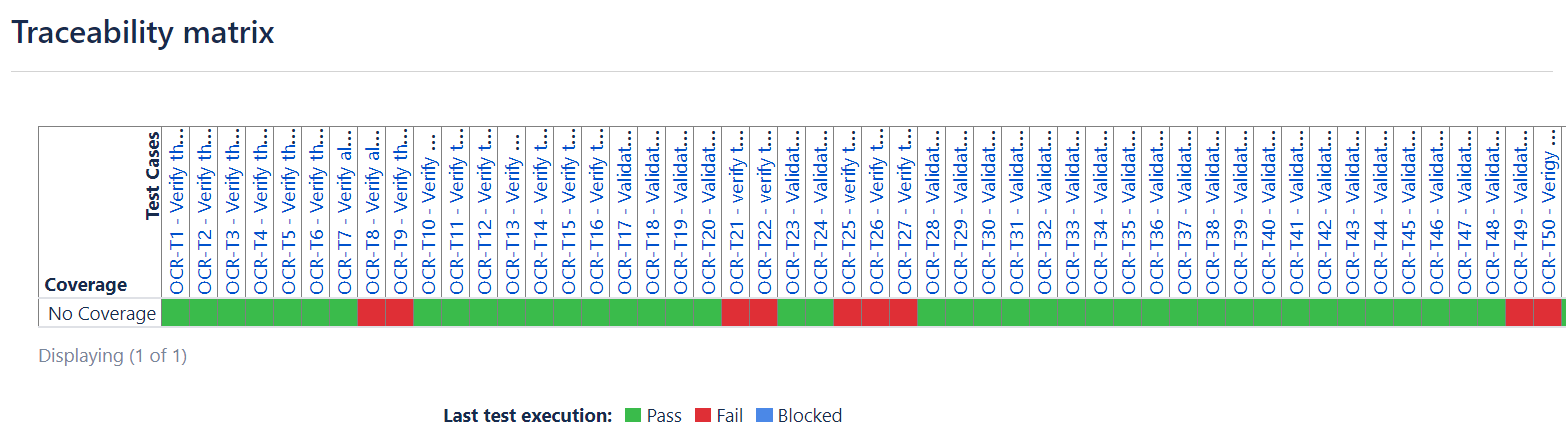 Traceability matrix
Test Cases
OCR-T1 - Verify th...
OCR-T2 - Verify th...
OCR-T3 - Verify th...
OCR-T4 - Verify th...
OCR-T5 - Verify th...
OCR-T6 - Verify th...
OCR-T7 - Verify al...
OCR-T8 - Verify al...
OCR-T9 - Verify th...
OCR-T10 - Verify ...
OCR-T11 - Verify t...
OCR-T12 - Verify t...
OCR-T13 - Verify ...
OCR-T14 - Verify t...
OCR-T15 - Verify t...
OCR-T16 - Verify t...
OCR-T17 - Validat...
OCR-T18 - Validat...
OCR-T19 - Validat...
OCR-T20 - Validat...
OCR-T21 - verify t...
OCR-T22 - verify t...
OCR-T23 - Validat...
OCR-T24 - Validat...
OCR-T25 - verify t...
OCR-T26 - Verify t...
OCR-T27 - Verify t...
OCR-T28 - Validat...
OCR-T29 - Validat...
OCR-T30 - Validat...
OCR-T31 - Validat...
OCR-T32 - Validat...
OCR-T33 - Validat...
OCR-T34 - Validat...
OCR-T35 - Validat...
OCR-T36 - Validat...
OCR-T37 - Validat...
OCR-T38 - Validat...
OCR-T39 - Validat...
OCR-T40 - Validat...
OCR-T41 - Validat...
OCR-T42 - Validat...
OCR-T43 - Validat...
OCR-T44 - Validat...
OCR-T45 - Validat...
OCR-T46 - Validat...
OCR-T47 - Validat...
OCR-T48 - Validat...
OCR-T49 - Validat...
OCR-T50 - Verigy ...
Coverage
No Coverage
Displaying (1 of 1)
Last test execution: Pass Fail Blocked